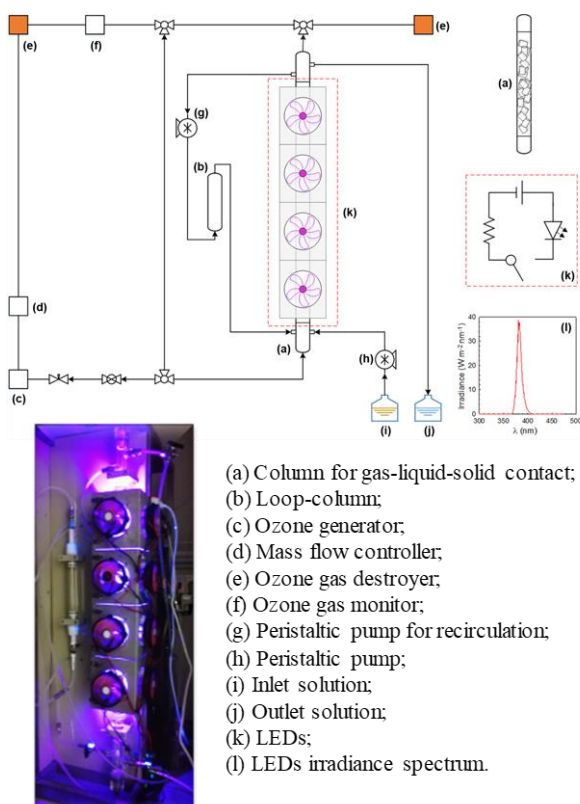 (e)
(f)
(e)
(g)
(b)
(k)
(a)
(d)
(a)
(h)
(c)
(i)
(j)
(a)
(k)
(l)
Irradiance (W m-2 nm-1)
40
30
20
10
0
300
400
500
λ (nm)
(a) Column for gas-liquid-solid contact;
(b) Loop-column;
(c) Ozone generator;
(d) Mass flow controller;
(e) Ozone gas destroyer;
(f) Ozone gas monitor;
(g) Peristaltic pump for recirculation;
(h) Peristaltic pump;
(i) Inlet solution;
(j) Outlet solution;
(k) LEDs;
(l) LEDs irradiance spectrum.